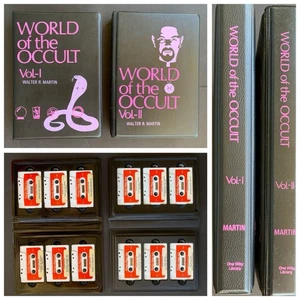 WORLD
of the
OCCULT
Vol-I
WALTER R. MARTIN
WORLD
of the
OCCULT
Vol-II
WALTER R. MARTIN
WORLD of the OCCULT
Vol-I
MARTIN
One Way
Library
WORLD of the OCCULT
Vol-II
MARTIN
One Way
Library